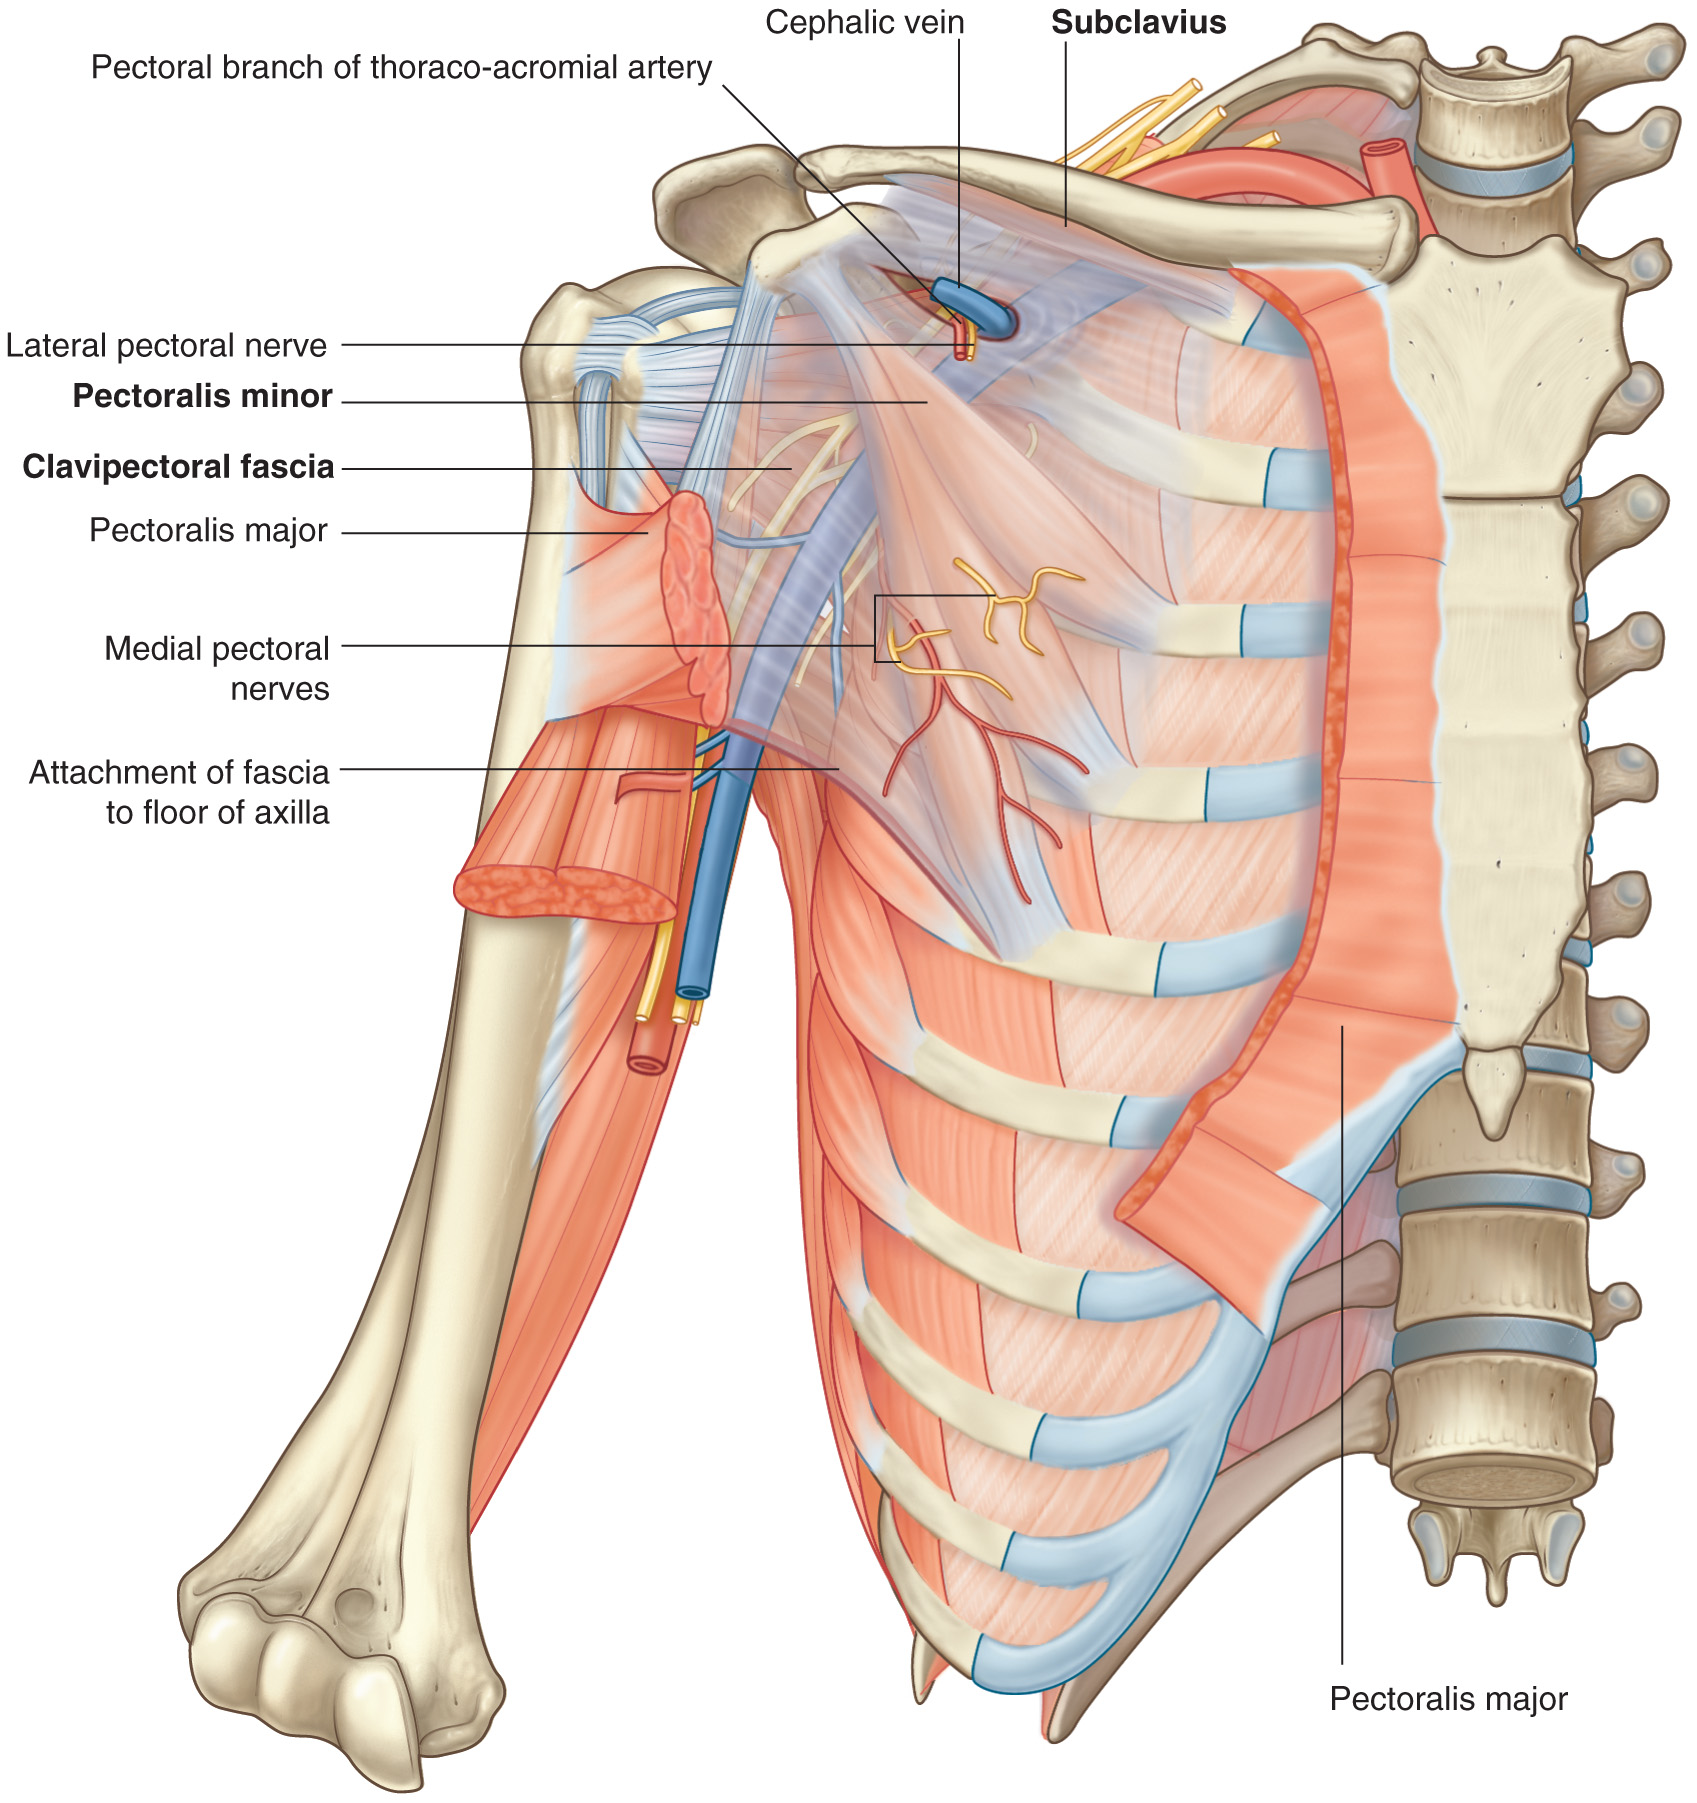 Cephalic vein
Subclavius
Pectoral branch of thoraco-acromial artery
Lateral pectoral nerve
Pectoralis minor
Clavipectoral fascia
Pectoralis major
Medial pectoral
nerves
Attachment of fascia
to floor of axilla
Pectoralis major